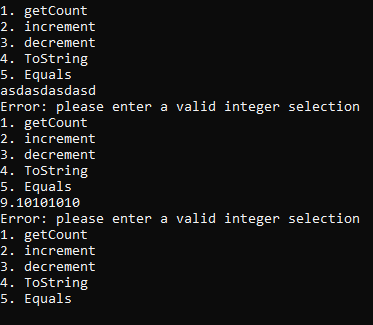 1. getCount
2. increment
3. decrement
4. ToString
5. Equals
asdasdasdasd
Error: please enter a valid integer selection
1. getCount
2. increment
3. decrement
4. ToString
5. Equals
9.10101010
Error: please enter a valid integer selection
1. getCount
2. increment
3. decrement
4. ToString
5. Equals